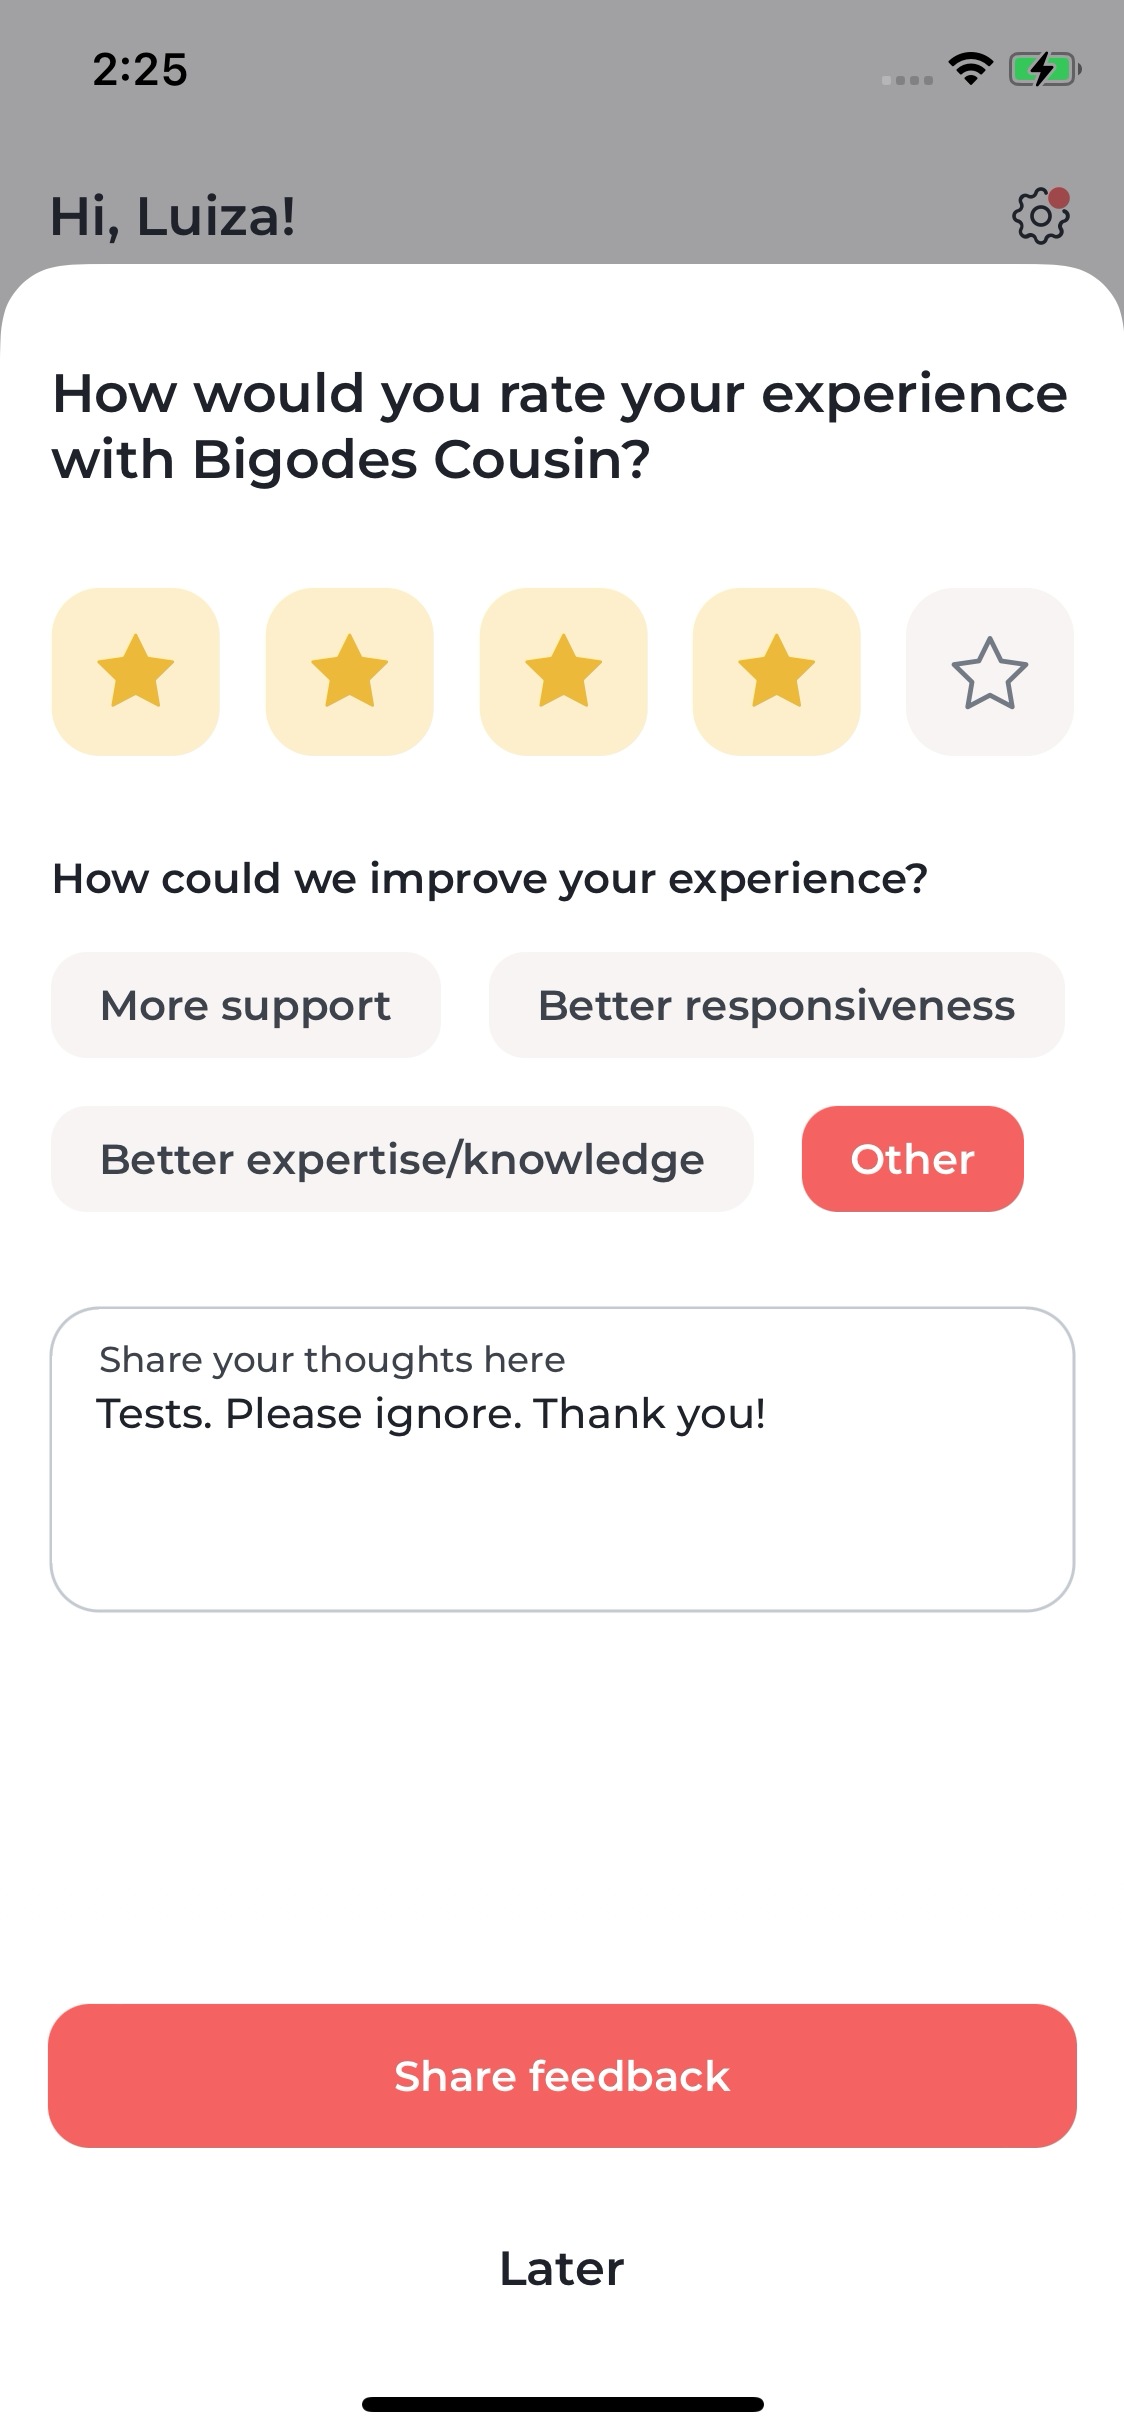 2:25
Hi, Luiza!
How would you rate your experience
with Bigodes Cousin?
How could we improve your experience?
More support
Better responsiveness
Better expertise/knowledge
Other
Share your thoughts here
Tests. Please ignore. Thank you!
Share feedback
Later